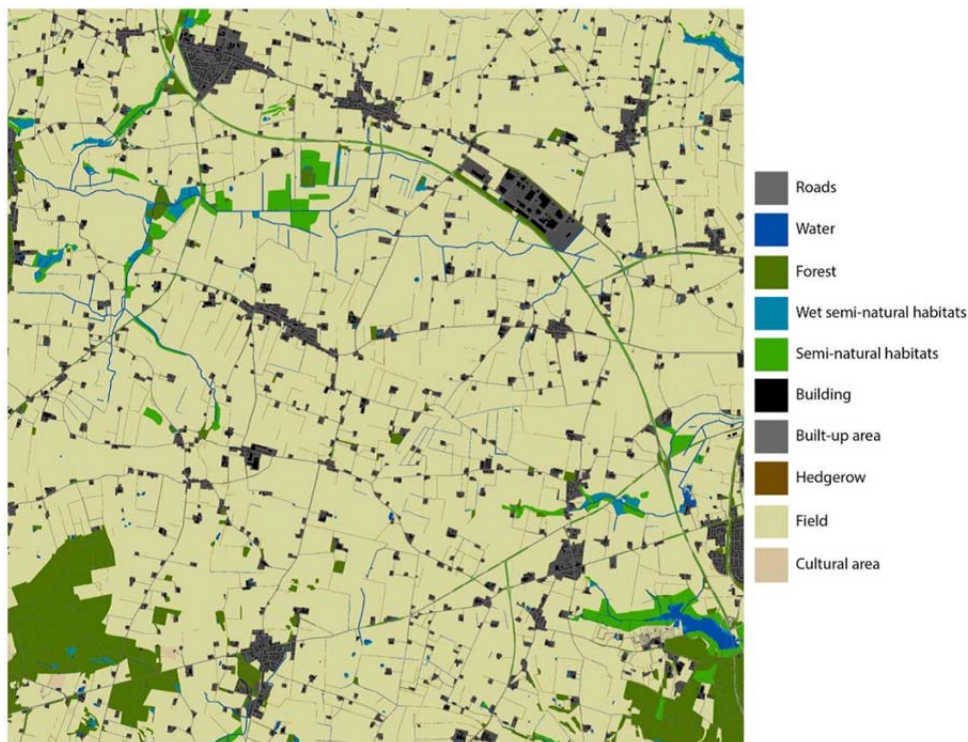 Roads
Water
Forest
Wet semi-natural habitats
Semi-natural habitats
Building
Built-up area
Hedgerow
Field
Cultural area